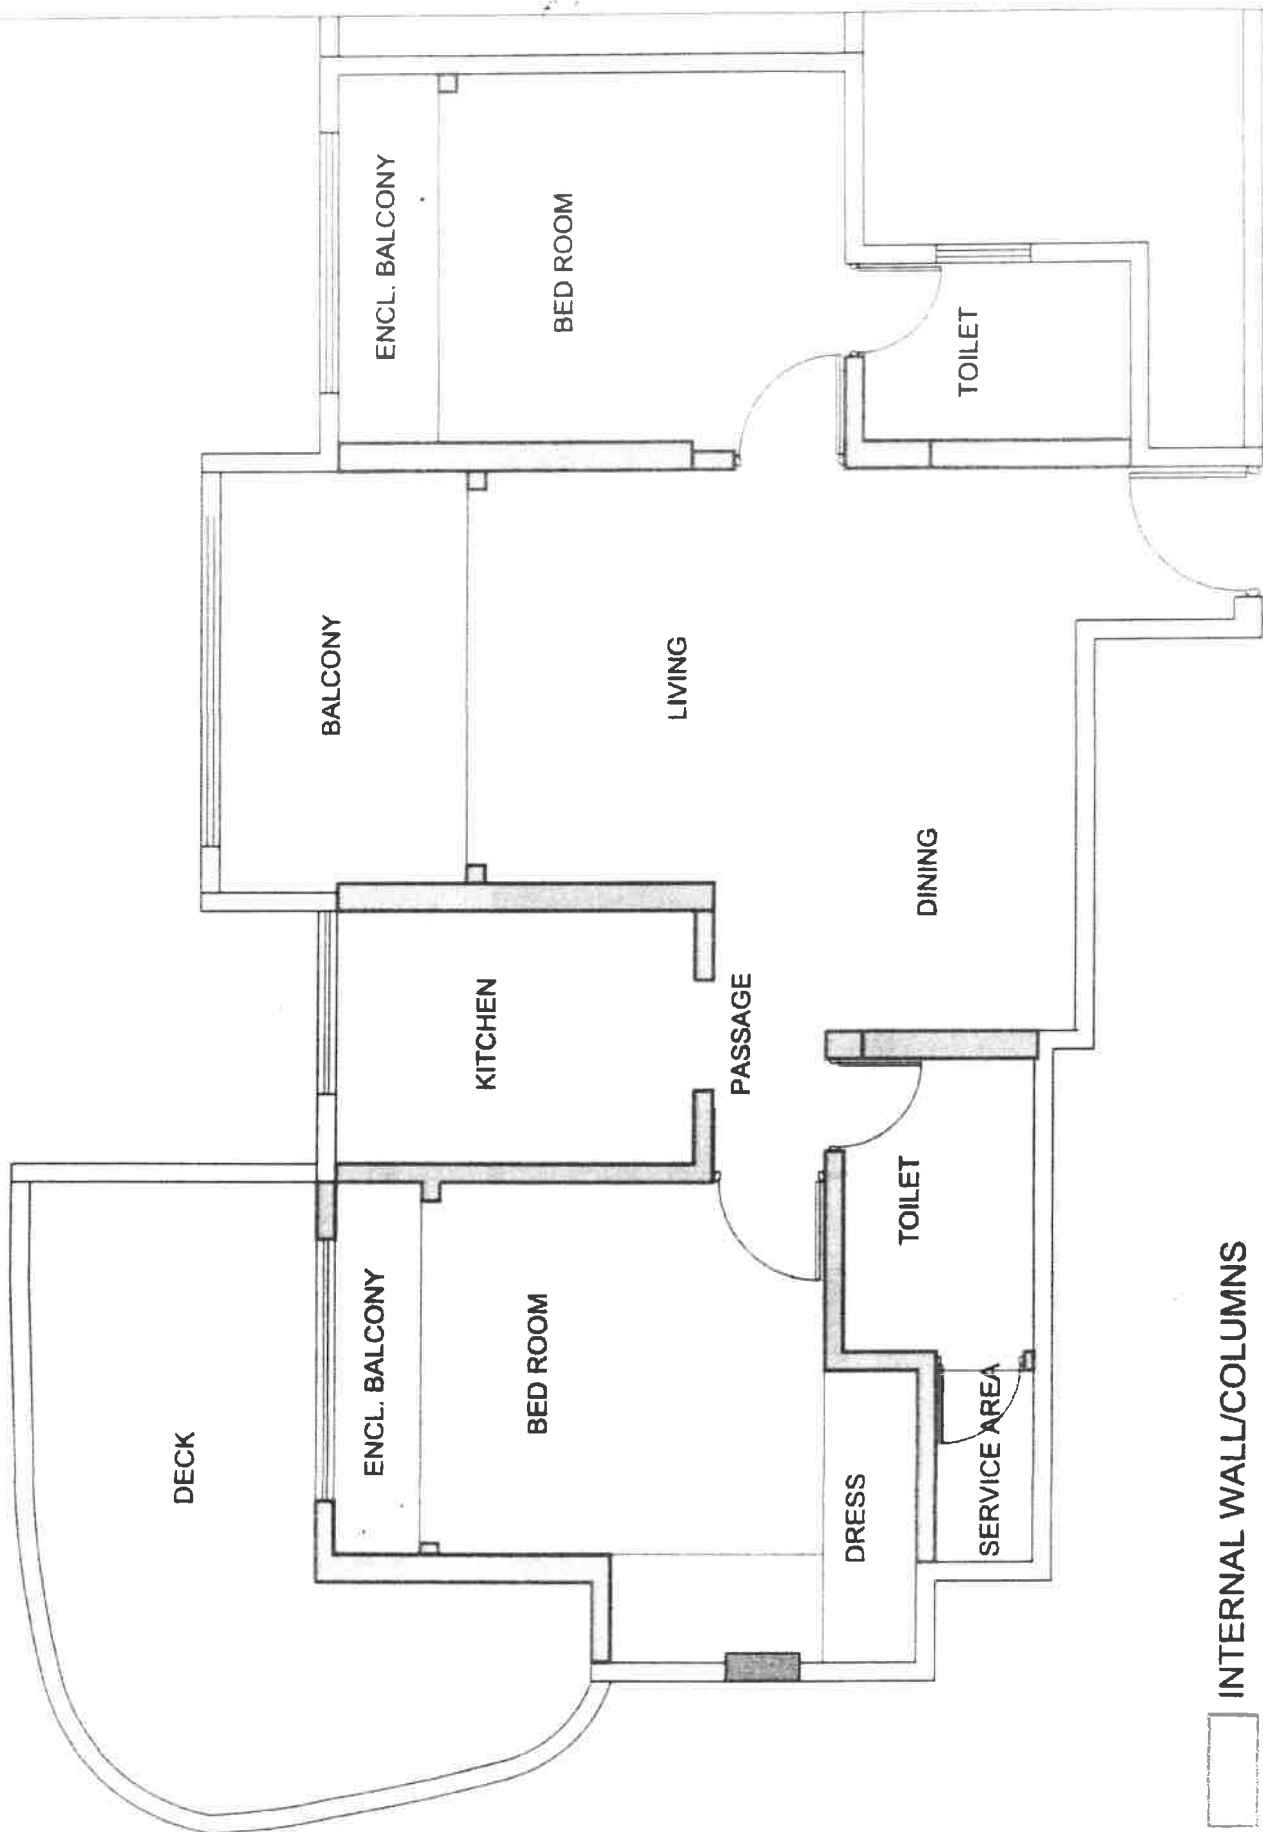 DECK
ENCL. BALCONY
BED ROOM
DRESS
SERVICE AREA
TOILET
KITCHEN
PASSAGE
BALCONY
LIVING
DINING
ENCL. BALCONY
BED ROOM
TOILET
INTERNAL WALL/COLUMNS